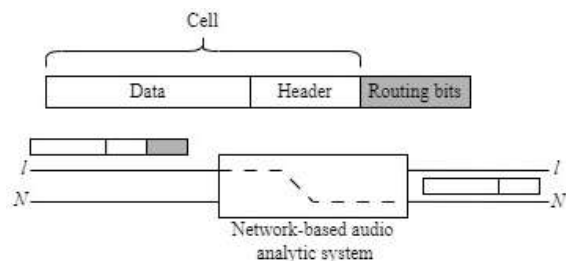 Cell
Data Header Routing bits
l l
N N
Network-based audio
analytic system